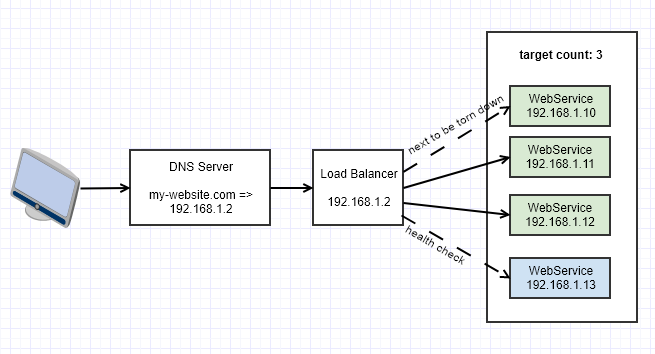 target count: 3
WebService
192.168.1.10
next to be torn down
WebService
192.168.1.11
DNS Server
my-website.com =>
192.168.1.2
Load Balancer
192.168.1.2
WebService
192.168.1.12
health check
WebService
192.168.1.13